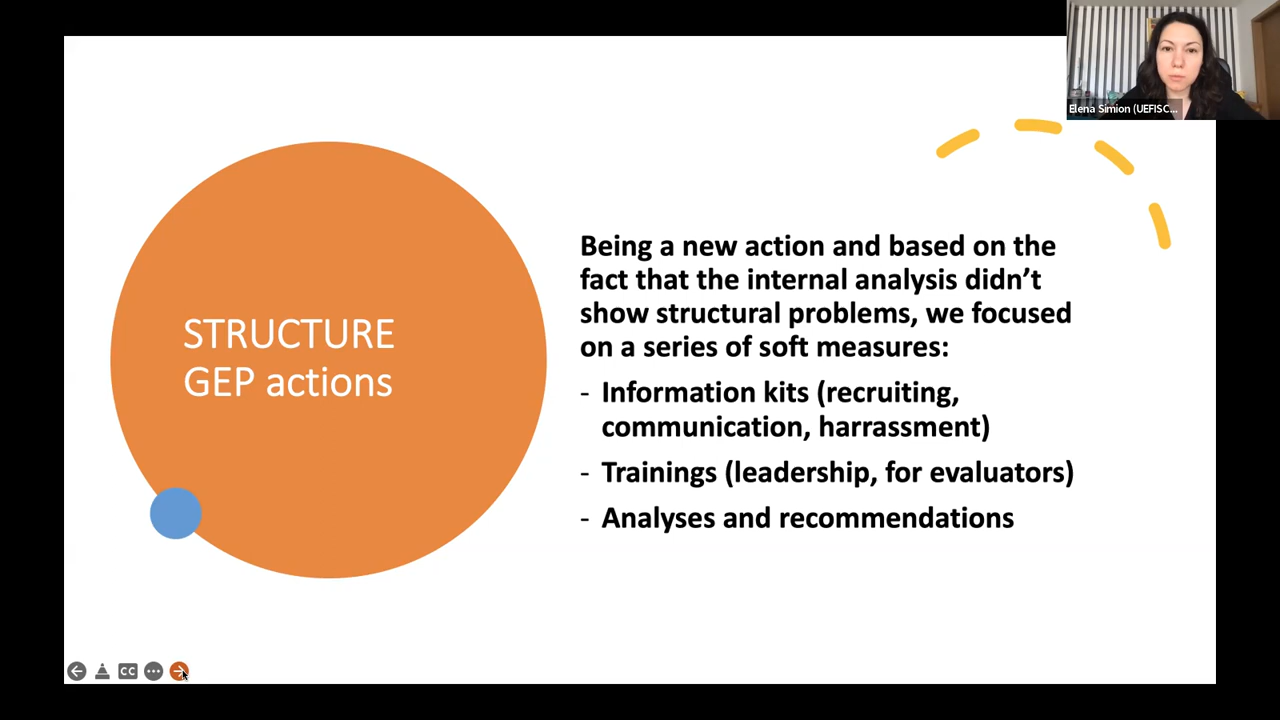 Elena Simion (UEFISC...
STRUCTURE
GEP actions
Being a new action and based on the
fact that the internal analysis didn’t
show structural problems, we focused
on a series of soft measures:
- Information kits (recruiting,
communication, harrassment)
- Trainings (leadership, for evaluators)
- Analyses and recommendations
CC